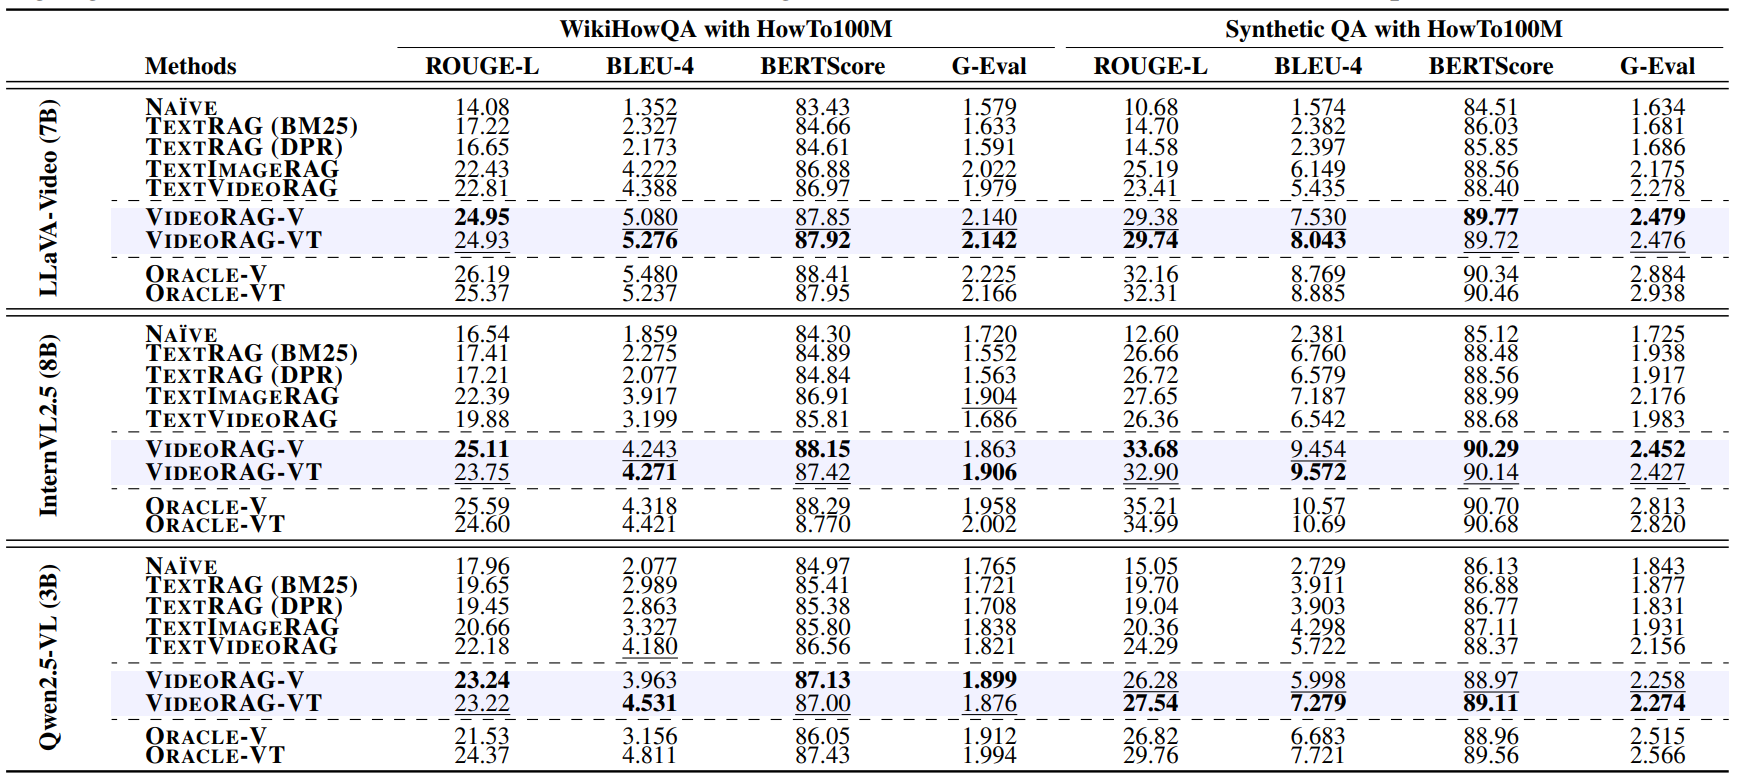 WikiHowQA with HowTo100M Synthetic QA with HowTo100M
Methods ROUGE-L BLEU-4 BERTScore G-Eval ROUGE-L BLEU-4 BERTScore G-Eval
LLaVA-Video (7B)
NAÏVE 14.08 1.352 83.43 1.579 10.68 1.574 84.51 1.634
TEXTRAG (BM25) 17.22 2.327 84.66 1.633 14.70 2.382 86.03 1.681
TEXTRAG (DPR) 16.65 2.173 84.61 1.591 14.58 2.397 85.85 1.686
TEXTIMAGERAG 22.43 4.222 86.88 2.022 25.19 6.149 88.56 2.175
TEXTVIDEORAG 22.81 4.388 86.97 1.979 23.41 5.435 88.40 2.278
VIDEORAG-V 24.95 5.080 87.85 2.140 29.38 7.530 89.77 2.479
VIDEORAG-VT 24.93 5.276 87.92 2.142 29.74 8.043 89.72 2.476
ORACLE-V 26.19 5.480 88.41 2.225 32.16 8.769 90.34 2.884
ORACLE-VT 25.37 5.237 87.95 2.166 32.31 8.885 90.46 2.938
InternVL2.5 (8B)
NAÏVE 16.54 1.859 84.30 1.720 12.60 2.381 85.12 1.725
TEXTRAG (BM25) 17.41 2.275 84.89 1.552 26.66 6.760 88.48 1.938
TEXTRAG (DPR) 17.21 2.077 84.84 1.563 26.72 6.579 88.56 1.917
TEXTIMAGERAG 22.39 3.917 86.91 1.904 27.65 7.187 88.99 2.176
TEXTVIDEORAG 19.88 3.199 85.81 1.686 26.36 6.542 88.68 1.983
VIDEORAG-V 25.11 4.243 88.15 1.863 33.68 9.454 90.29 2.452
VIDEORAG-VT 23.75 4.271 87.42 1.906 32.90 9.572 90.14 2.427
ORACLE-V 25.59 4.318 88.29 1.958 35.21 10.57 90.70 2.813
ORACLE-VT 24.60 4.421 8.770 2.002 34.99 10.69 90.68 2.820
Qwen2.5-VL (3B)
NAÏVE 17.96 2.077 84.97 1.765 15.05 2.729 86.13 1.843
TEXTRAG (BM25) 19.65 2.989 85.41 1.721 19.70 3.911 86.88 1.877
TEXTRAG (DPR) 19.45 2.863 85.38 1.708 19.04 3.903 86.77 1.831
TEXTIMAGERAG 20.66 3.327 85.80 1.838 20.36 4.298 87.11 1.931
TEXTVIDEORAG 22.18 4.180 86.56 1.821 24.29 5.722 88.37 2.156
VIDEORAG-V 23.24 3.963 87.13 1.899 26.28 5.998 88.97 2.258
VIDEORAG-VT 23.22 4.531 87.00 1.876 27.54 7.279 89.11 2.274
ORACLE-V 21.53 3.156 86.05 1.912 26.82 6.683 88.96 2.515
ORACLE-VT 24.37 4.811 87.43 1.994 29.76 7.721 89.56 2.566